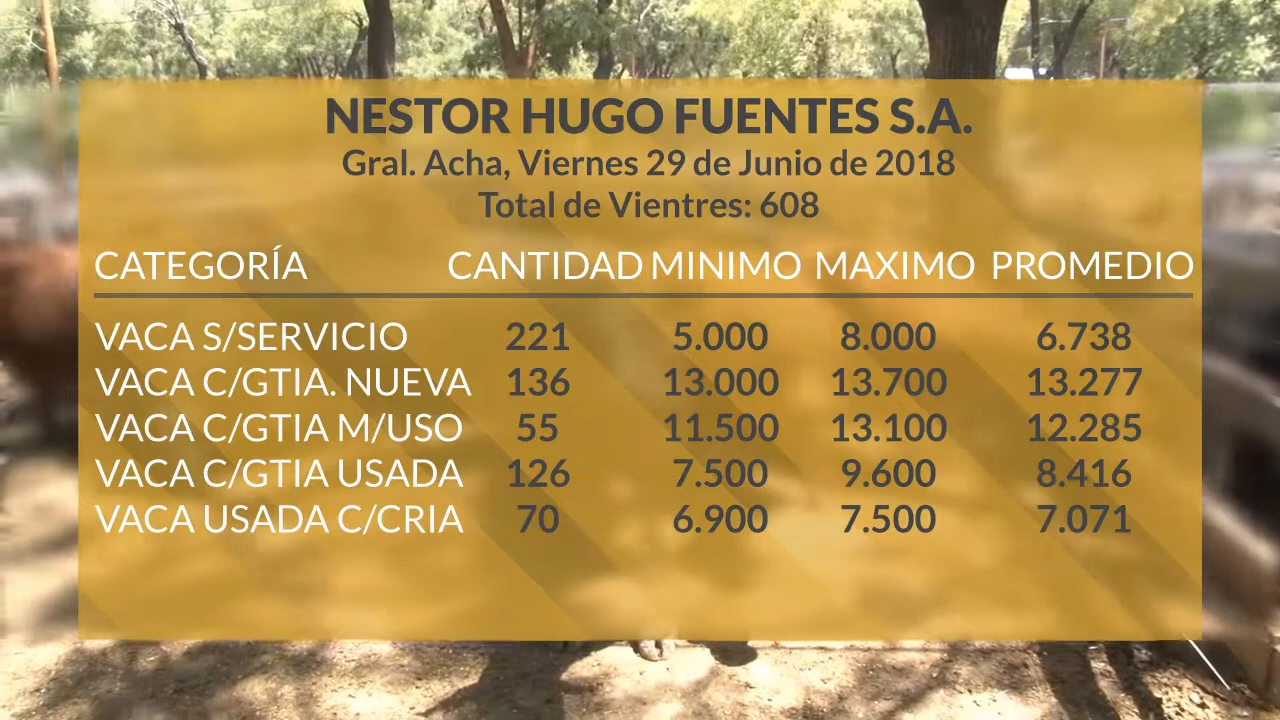 NESTOR HUGO FUENTES S.A.
Gral. Acha, Viernes 29 de Junio de 2018
Total de Vientres: 608
CATEGORÍA CANTIDAD MINIMO MAXIMO PROMEDIO
VACA S/SERVICIO 221 5.000 8.000 6.738
VACA C/GTIA. NUEVA 136 13.000 13.700 13.277
VACA C/GTIA M/USO 55 11.500 13.100 12.285
VACA C/GTIA USADA 126 7.500 9.600 8.416
VACA USADA C/CRIA 70 6.900 7.500 7.071